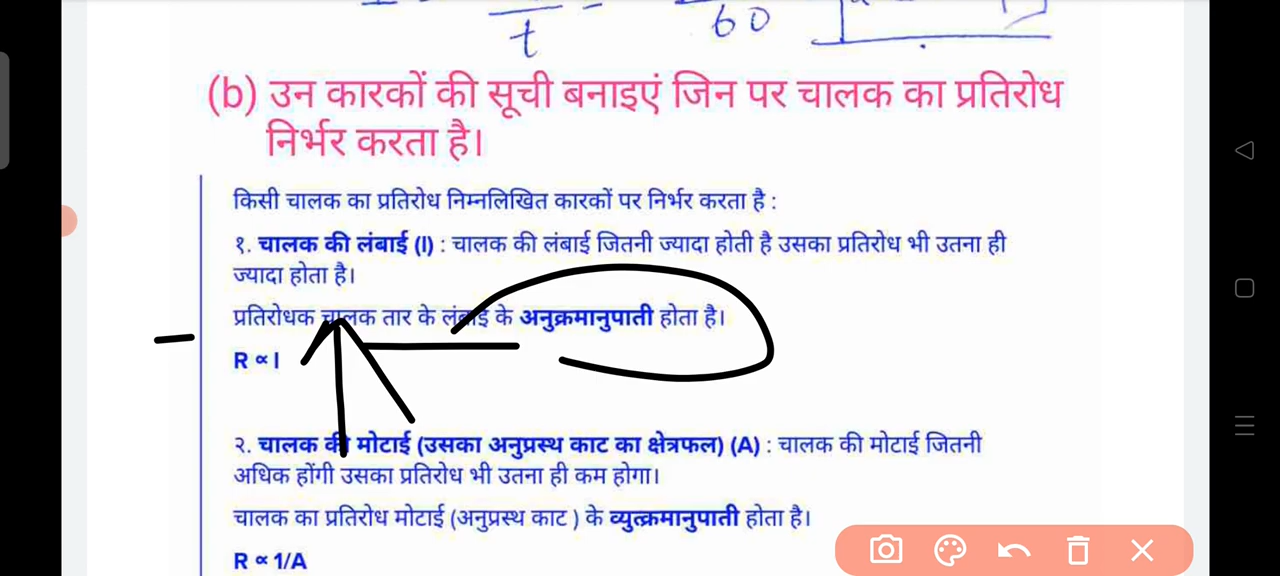 t
60
(b) उन कारकों की सूची बनाइएं जिन पर चालक का प्रतिरोध
निर्भर करता है।
किसी चालक का प्रतिरोध निम्नलिखित कारकों पर निर्भर करता है :
१. चालक की लंबाई (l) : चालक की लंबाई जितनी ज्यादा होती है उसका प्रतिरोध भी उतना ही
ज्यादा होता है।
प्रतिरोधक चालक तार के लंबाई के अनुक्रमानुपाती होता है।
R ∝ l
२. चालक की मोटाई (उसका अनुप्रस्थ काट का क्षेत्रफल) (A) : चालक की मोटाई जितनी
अधिक होंगी उसका प्रतिरोध भी उतना ही कम होगा।
चालक का प्रतिरोध मोटाई (अनुप्रस्थ काट ) के व्युत्क्रमानुपाती होता है।
R ∝ 1/A